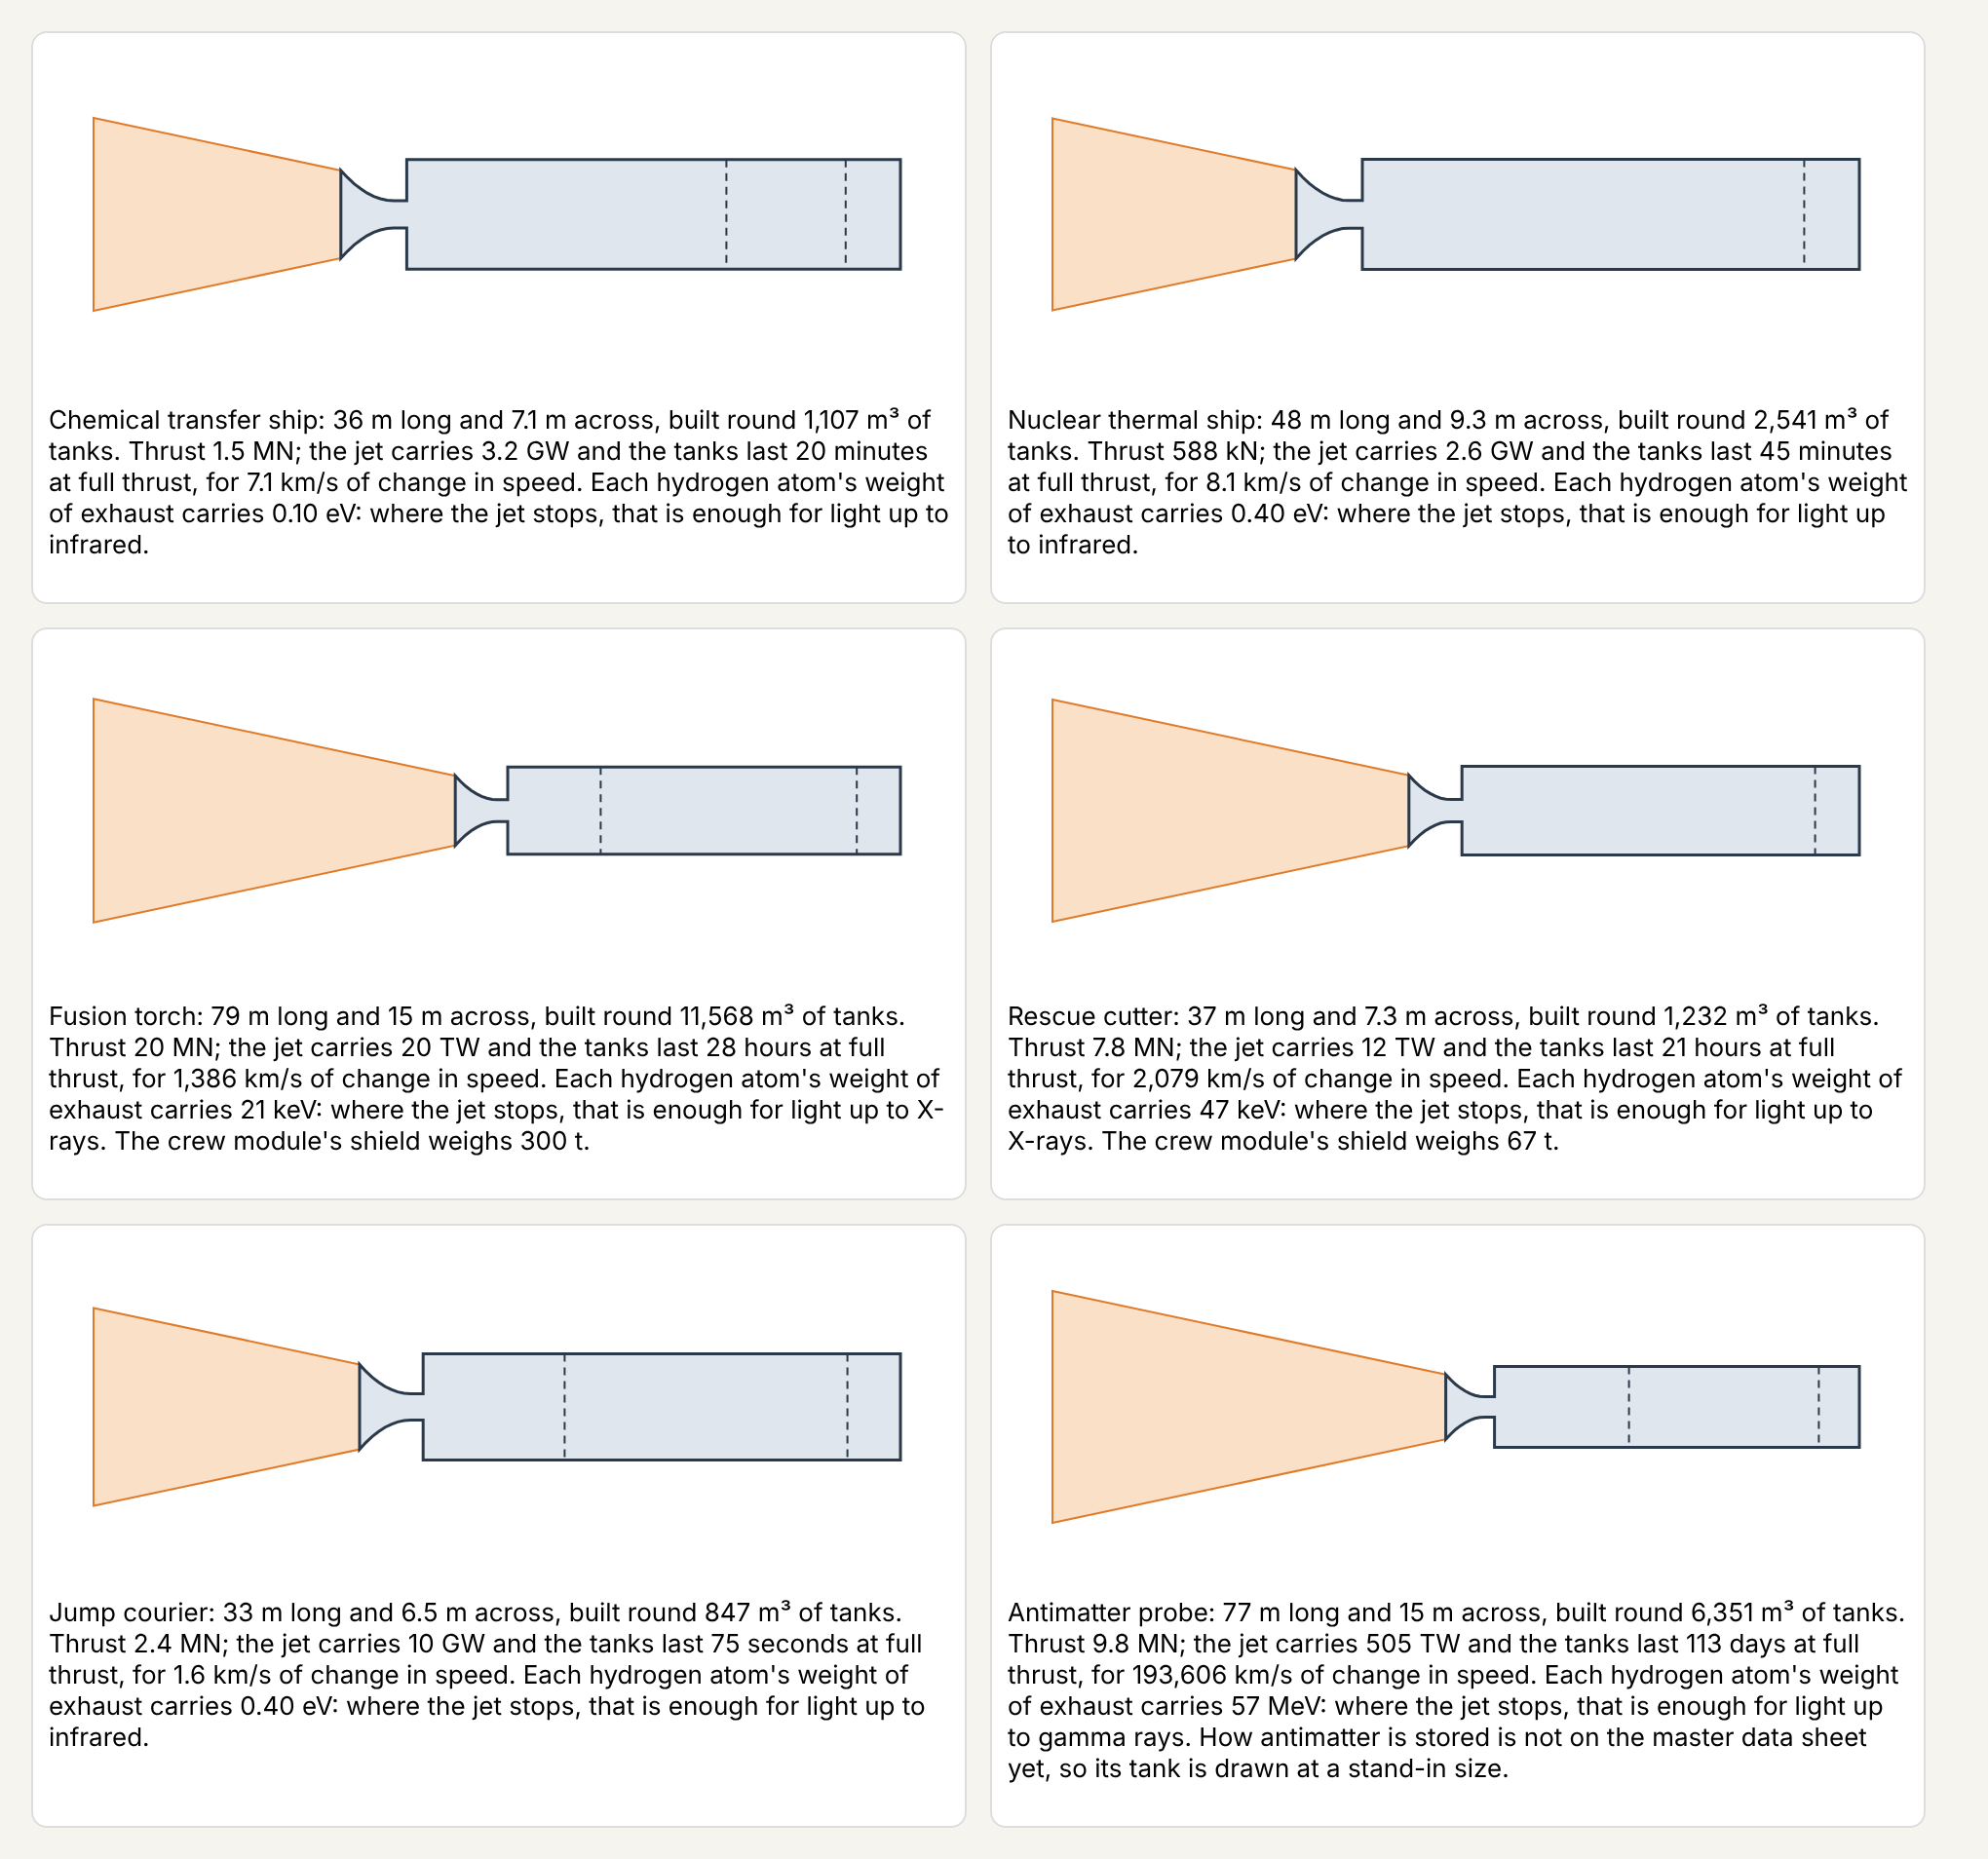 Chemical transfer ship: 36 m long and 7.1 m across, built round 1,107 m³ of
tanks. Thrust 1.5 MN; the jet carries 3.2 GW and the tanks last 20 minutes
at full thrust, for 7.1 km/s of change in speed. Each hydrogen atom's weight
of exhaust carries 0.10 eV: where the jet stops, that is enough for light up to
infrared.
Nuclear thermal ship: 48 m long and 9.3 m across, built round 2,541 m³ of
tanks. Thrust 588 kN; the jet carries 2.6 GW and the tanks last 45 minutes
at full thrust, for 8.1 km/s of change in speed. Each hydrogen atom's weight
of exhaust carries 0.40 eV: where the jet stops, that is enough for light up
to infrared.
Fusion torch: 79 m long and 15 m across, built round 11,568 m³ of tanks.
Thrust 20 MN; the jet carries 20 TW and the tanks last 28 hours at full
thrust, for 1,386 km/s of change in speed. Each hydrogen atom's weight of
exhaust carries 21 keV: where the jet stops, that is enough for light up to X-
rays. The crew module's shield weighs 300 t.
Rescue cutter: 37 m long and 7.3 m across, built round 1,232 m³ of tanks.
Thrust 7.8 MN; the jet carries 12 TW and the tanks last 21 hours at full
thrust, for 2,079 km/s of change in speed. Each hydrogen atom's weight of
exhaust carries 47 keV: where the jet stops, that is enough for light up to
X-rays. The crew module's shield weighs 67 t.
Jump courier: 33 m long and 6.5 m across, built round 847 m³ of tanks.
Thrust 2.4 MN; the jet carries 10 GW and the tanks last 75 seconds at full
thrust, for 1.6 km/s of change in speed. Each hydrogen atom's weight of
exhaust carries 0.40 eV: where the jet stops, that is enough for light up to
infrared.
Antimatter probe: 77 m long and 15 m across, built round 6,351 m³ of tanks.
Thrust 9.8 MN; the jet carries 505 TW and the tanks last 113 days at full
thrust, for 193,606 km/s of change in speed. Each hydrogen atom's weight
of exhaust carries 57 MeV: where the jet stops, that is enough for light up
to gamma rays. How antimatter is stored is not on the master data sheet
yet, so its tank is drawn at a stand-in size.